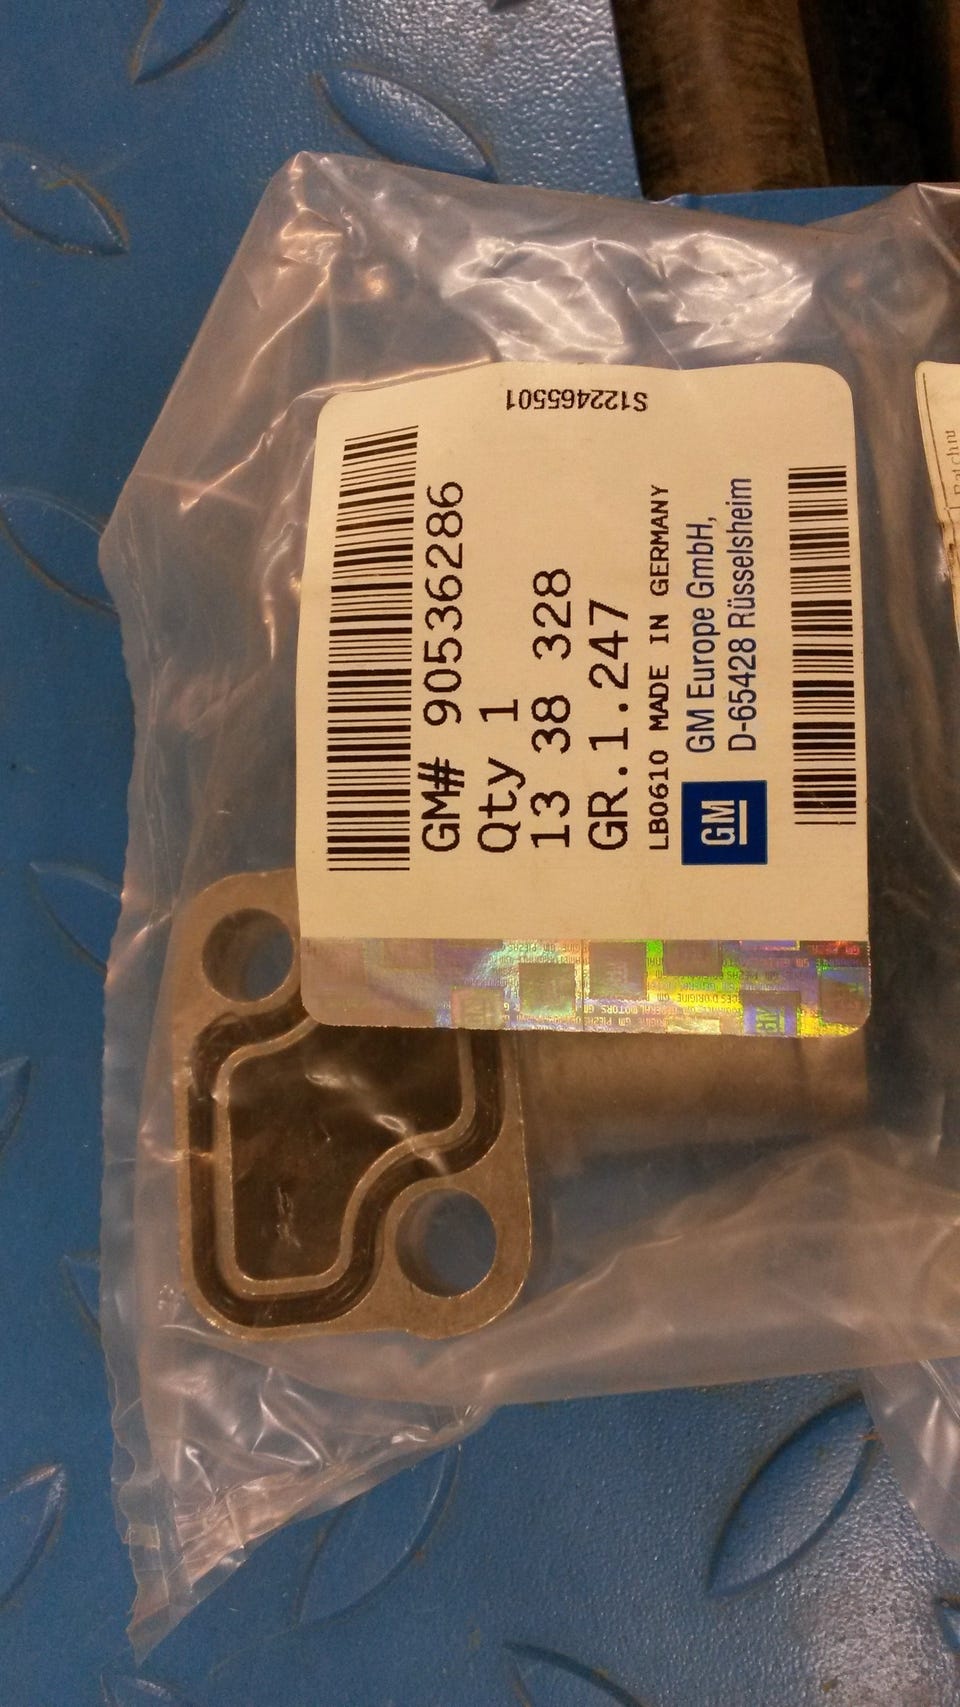 S122465501
GM# 90536286
Qty 1
13 38 328
GR.1.247
LB0610 MADE IN GERMANY
GM
GM Europe GmbH,
D-65428 Rüsselsheim